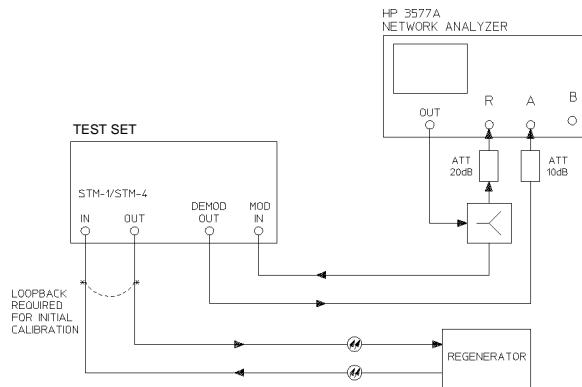 HP 3577A
NETWORK ANALYZER
OUT
R
A
B
ATT
20dB
ATT
10dB
TEST SET
STM-1/STM-4
IN
OUT
DEMOD
OUT
MOD
IN
LOOPBACK
REQUIRED
FOR INITIAL
CALIBRATION
REGENERATOR